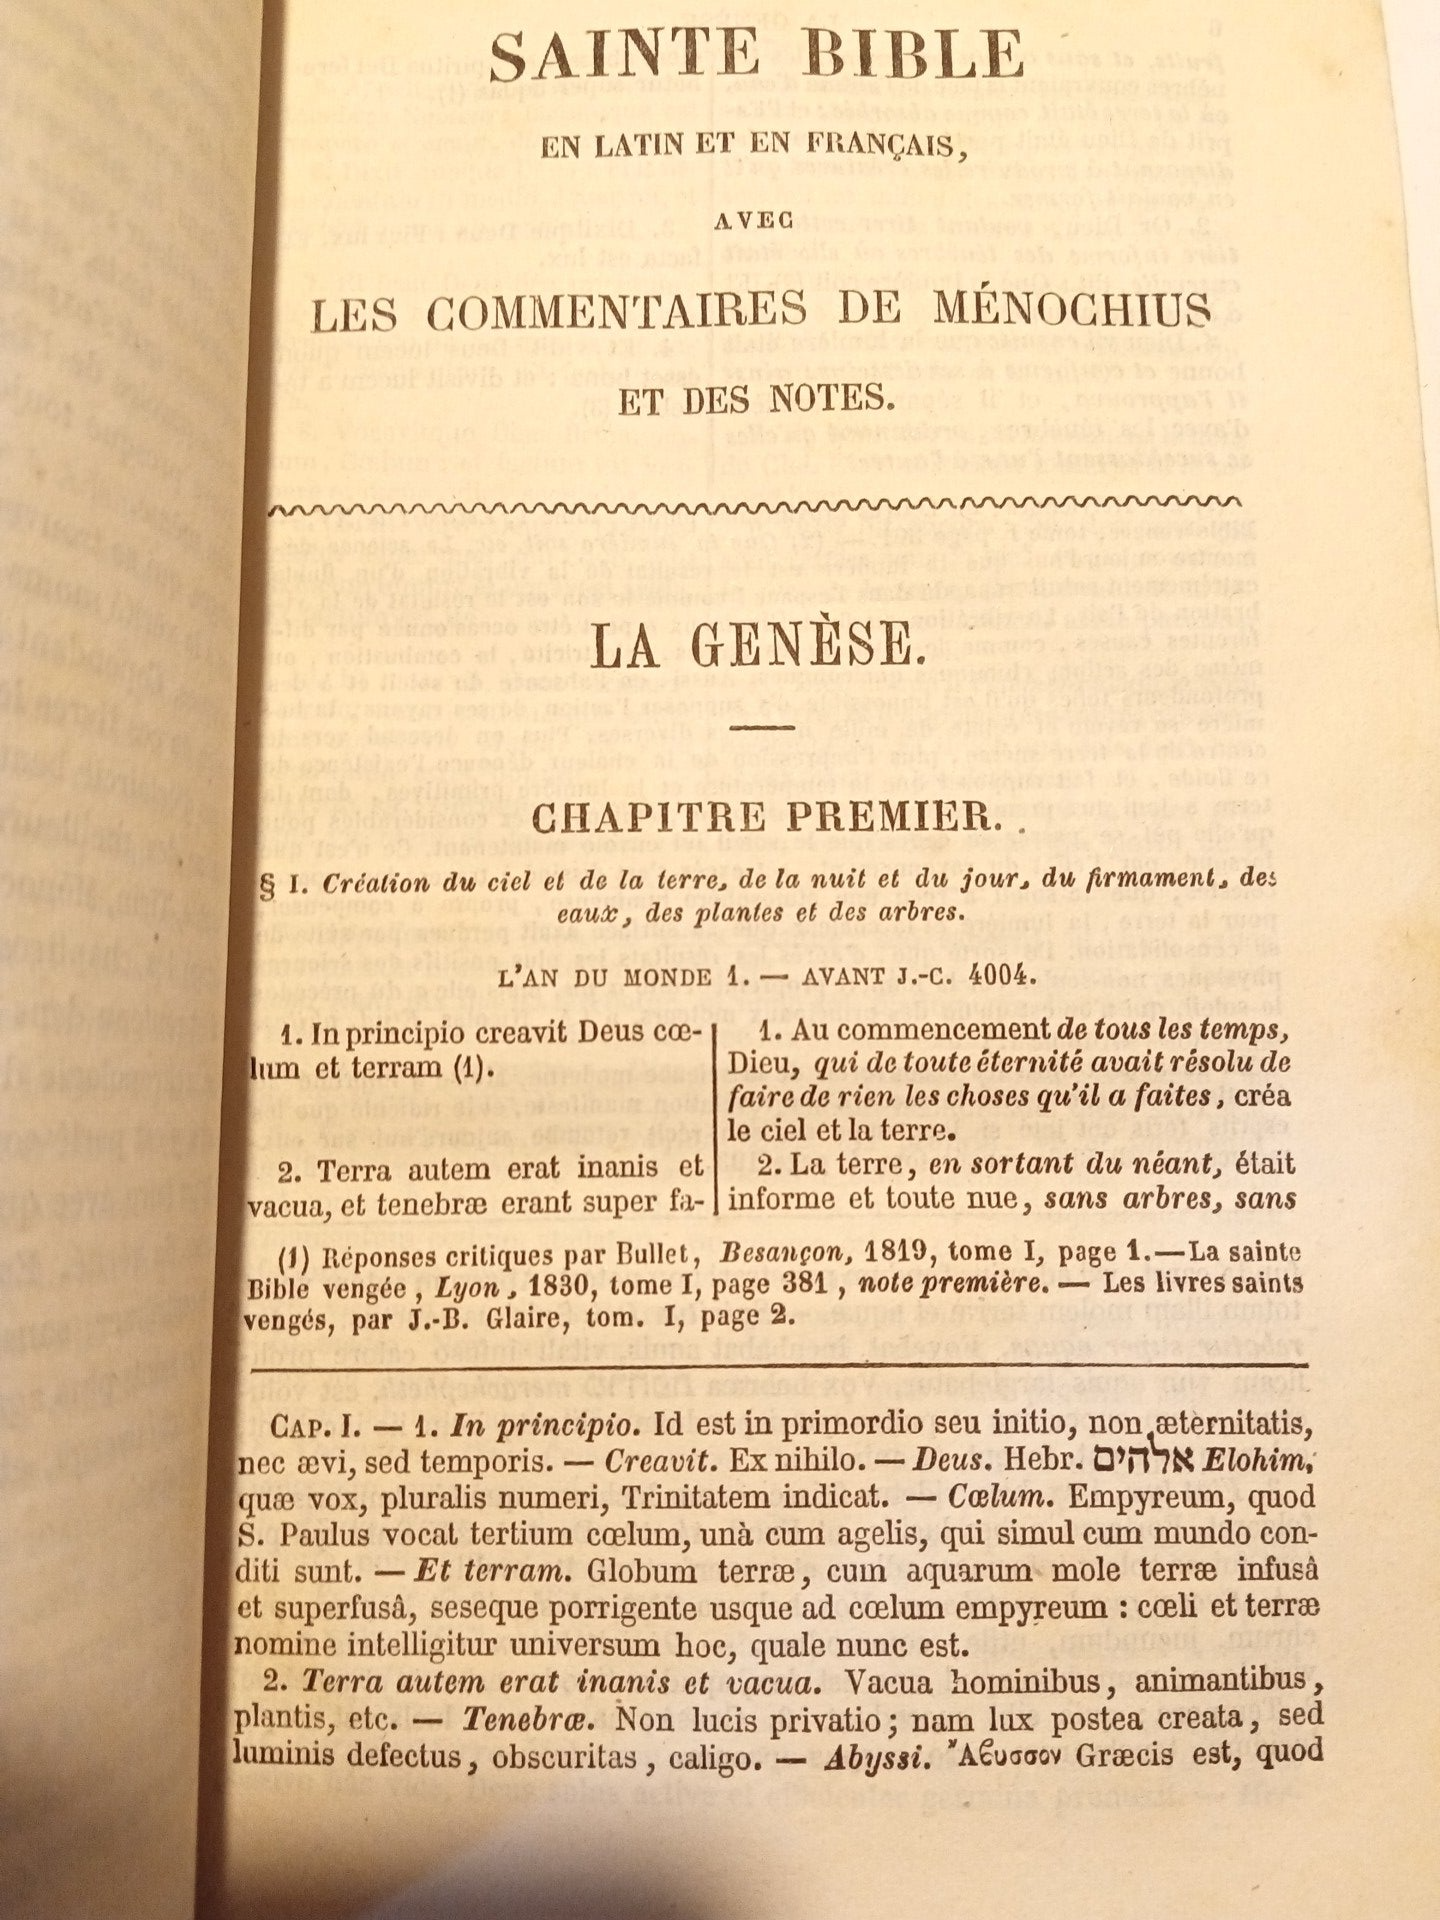 SAINTE BIBLE
EN LATIN ET EN FRANÇAIS,
AVEC
LES COMMENTAIRES DE MÉNOCHIUS
ET DES NOTES.
LA GENÈSE.
CHAPITRE PREMIER.
§ I. Création du ciel et de la terre, de la nuit et du jour, du firmament, des
eaux, des plantes et des arbres.
L'AN DU MONDE 1. — AVANT J.-C. 4004.
1. In principio creavit Deus cœ-
lum et terram (1).
2. Terra autem erat inanis et
vacua, et tenebræ erant super fa-
1. Au commencement de tous les temps,
Dieu, qui de toute éternité avait résolu de
faire de rien les choses qu'il a faites, créa
le ciel et la terre.
2. La terre, en sortant du néant, était
informe et toute nue, sans arbres, sans
(1) Réponses critiques par Bullet, Besançon, 1819, tome I, page 1.—La sainte
Bible vengée, Lyon, 1830, tome I, page 381, note première. — Les livres saints
vengés, par J.-B. Glaire, tom. I, page 2.
CAP. I. — 1. In principio. Id est in primordio seu initio, non æternitatis,
nec ævi, sed temporis. — Creavit. Ex nihilo. — Deus. Hebr. אלהים Elohim,
quæ vox, pluralis numeri, Trinitatem indicat. — Cœlum. Empyreum, quod
S. Paulus vocat tertium cœlum, unà cum agelis, qui simul cum mundo con-
diti sunt. — Et terram. Globum terræ, cum aquarum mole terræ infusâ
et superfusâ, seseque porrigente usque ad cœlum empyreum : cœli et terræ
nomine intelligitur universum hoc, quale nunc est.
2. Terra autem erat inanis et vacua. Vacua hominibus, animantibus,
plantis, etc. — Tenebræ. Non lucis privatio; nam lux postea creata, sed
luminis defectus, obscuritas, caligo. — Abyssi. Ἄϐυσσον Græcis est, quod